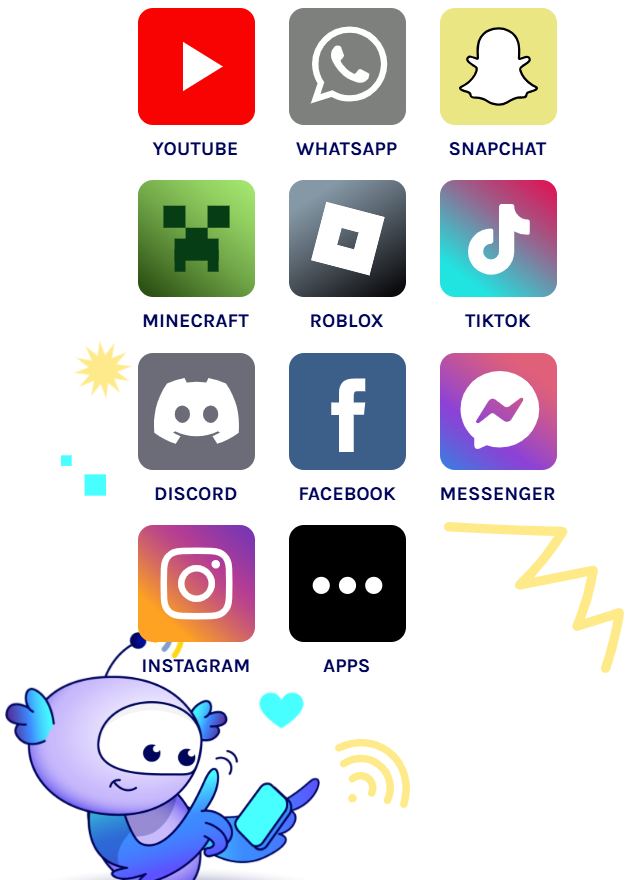 YOUTUBE
WHATSAPP
SNAPCHAT
MINECRAFT
ROBLOX
TIKTOK
DISCORD
FACEBOOK
MESSENGER
INSTAGRAM
APPS